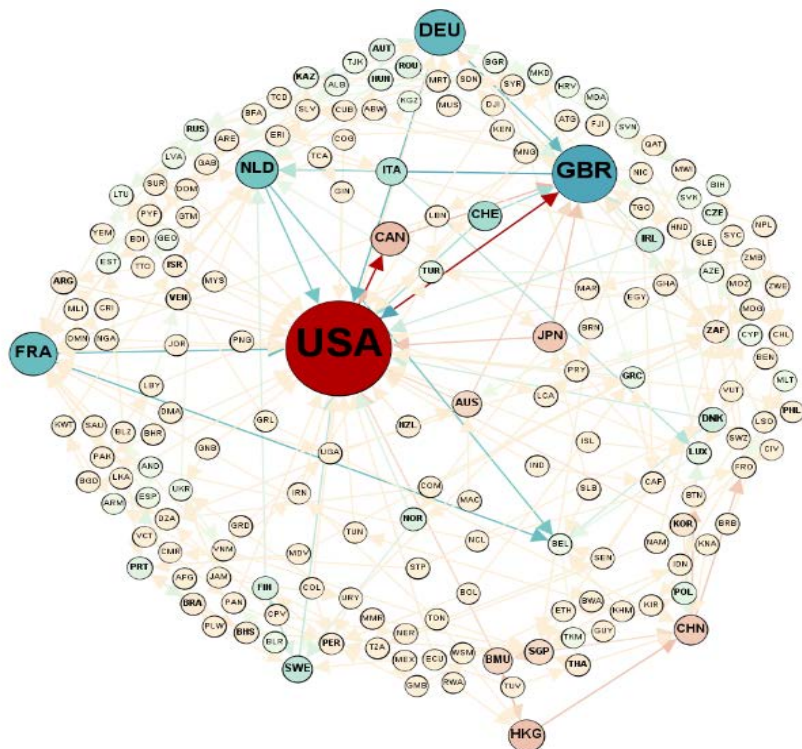 DEU
AUT
TJK
BGR
ROU
MKD
KAZ
ALB
HUN
MRT
SDN
SYR
HRV
MDA
TCD
SLV
CUB
ABW
KGZ
MUS
DJI
ATG
FJI
SVN
BFA
RUS
ARE
ERI
COG
KEN
QAT
LVA
GAB
NLD
TCA
ITA
MNG
GBR
NIC
MWI
LTU
SUR
DOM
GIN
BIH
SVK
PYF
GTM
LBN
CHE
TGO
CZE
YEM
BDI
GEO
CAN
IRL
HND
SLE
SYC
NPL
EST
TTO
ISR
TUR
AZE
ZMB
ARG
VEN
MYS
MAR
EGY
GHA
MOZ
ZWE
MLI
CRI
MDG
DMN
NGA
JOR
PNG
USA
JPN
BRN
ZAF
CYP
CHL
FRA
BEN
LBY
PRY
GRC
MLT
DMA
AUS
LCA
VUT
PHL
KWT
SAU
BLZ
BHR
GRL
NZL
DNK
SWZ
LSO
PAK
GNB
UGA
ISL
LUX
CIV
BGD
LKA
AND
IND
FRO
ARM
ESP
UKR
IRN
COM
MAC
SLB
CAF
BTN
DZA
NOR
VCT
GRD
TUN
NCL
BEL
NAM
KOR
KNA
BRB
CMR
VNM
MDV
STP
SEN
IDN
PRT
AFG
JAM
FIN
COL
URY
BOL
POL
BRA
PAN
CPV
MMR
TON
ETH
BWA
KHM
KIR
PLW
BHS
BLR
PER
TZA
NER
TKM
GUY
CHN
SWE
MEX
ECU
WSM
BMU
SGP
THA
GMB
RWA
TUV
HKG